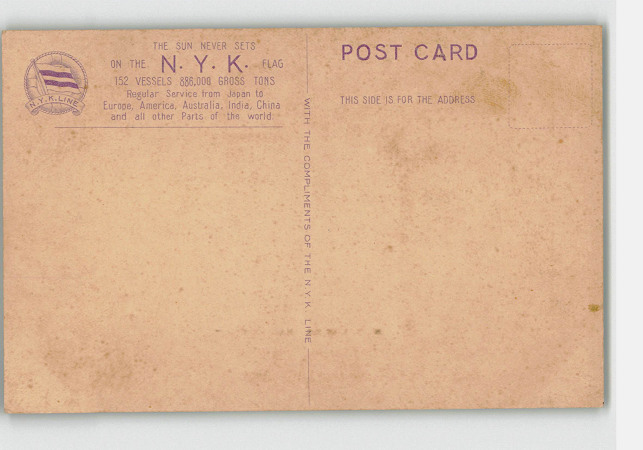 THE SUN NEVER SETS
ON THE N. Y. K. FLAG
152 VESSELS 886,000 GROSS TONS
Regular Service from Japan to
Europe, America, Australia, India, China
and all other Parts of the world.
N.Y.K.LINE
WITH THE COMPLIMENTS OF THE N.Y.K. LINE
POST CARD
THIS SIDE IS FOR THE ADDRESS